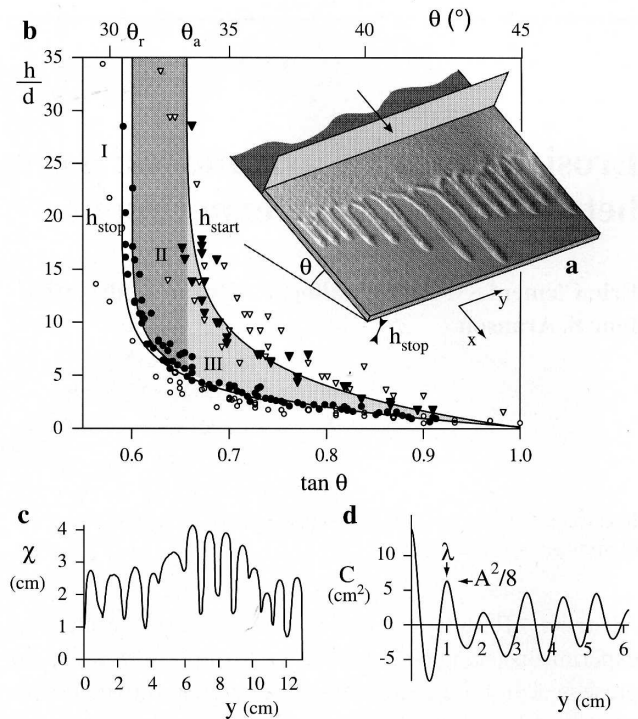 b
30 θr θa 35 40 θ (°) 45
h/d
35
30
25
20
15
10
5
0
I
hstop
II
hstart
III
θ
a
y
x
hstop
0.6 0.7 0.8 0.9 1.0
tan θ
c
χ
(cm)
4
3
2
1
0
0 2 4 6 8 10 12
y (cm)
d
C
(cm²)
10
5
0
-5
λ
A²/8
1 2 3 4 5 6
y (cm)